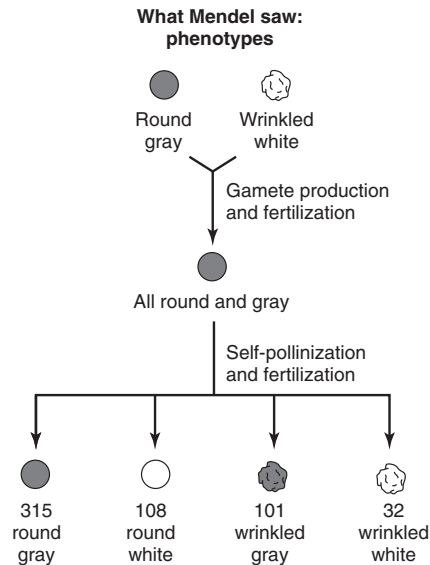 What Mendel saw:
phenotypes
Round
gray
Wrinkled
white
Gamete production
and fertilization
All round and gray
Self-pollinization
and fertilization
315
round
gray
108
round
white
101
wrinkled
gray
32
wrinkled
white